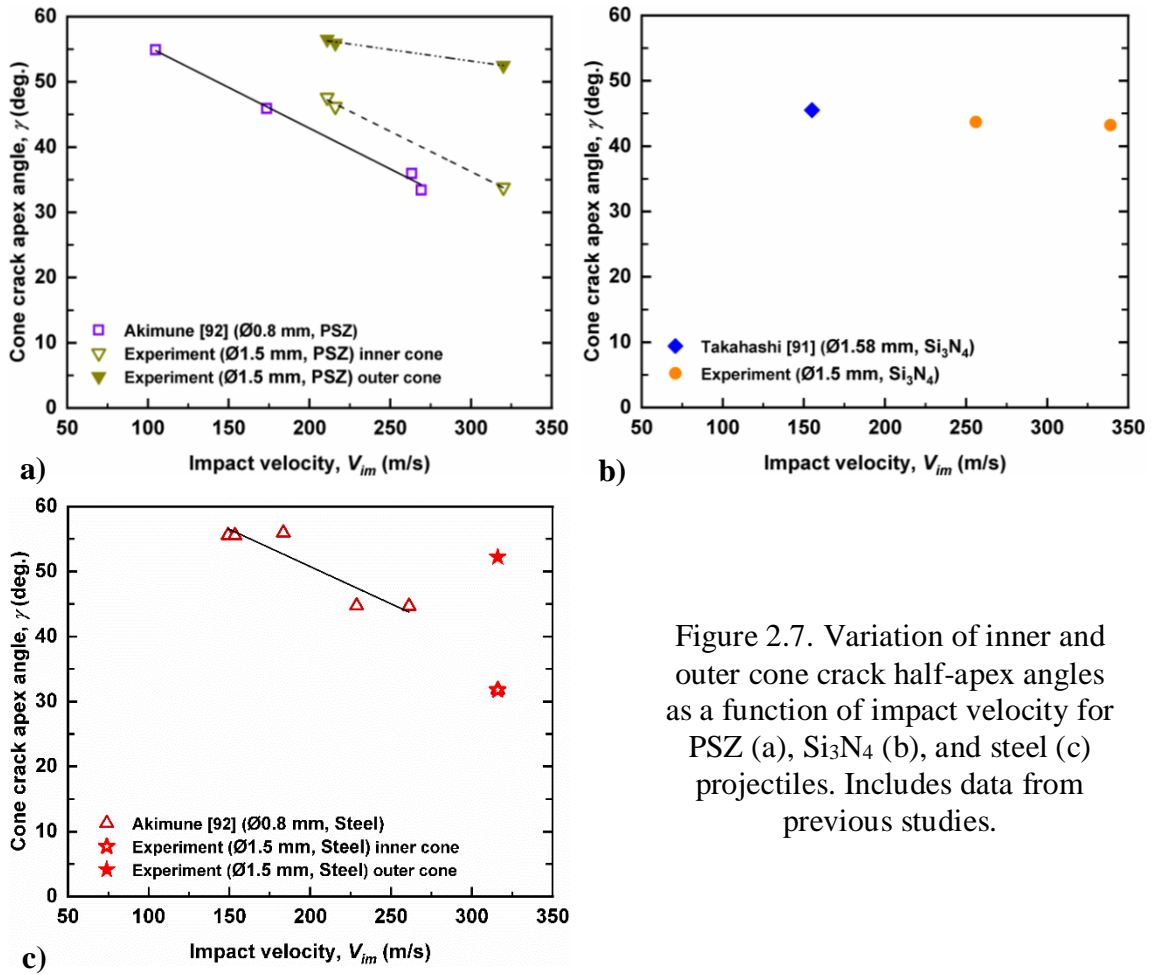 60
50
40
30
20
10
0
50 100 150 200 250 300 350
Cone crack apex angle, γ (deg.)
Impact velocity, V_im (m/s)
Akimune [92] (Ø0.8 mm, PSZ)
Experiment (Ø1.5 mm, PSZ) inner cone
Experiment (Ø1.5 mm, PSZ) outer cone
a)
60
50
40
30
20
10
0
50 100 150 200 250 300 350
Cone crack apex angle, γ (deg.)
Impact velocity, V_im (m/s)
Takahashi [91] (Ø1.58 mm, Si₃N₄)
Experiment (Ø1.5 mm, Si₃N₄)
b)
60
50
40
30
20
10
0
50 100 150 200 250 300 350
Cone crack apex angle, γ (deg.)
Impact velocity, V_im (m/s)
Akimune [92] (Ø0.8 mm, Steel)
Experiment (Ø1.5 mm, Steel) inner cone
Experiment (Ø1.5 mm, Steel) outer cone
c)
Figure 2.7. Variation of inner and
outer cone crack half-apex angles
as a function of impact velocity for
PSZ (a), Si₃N₄ (b), and steel (c)
projectiles. Includes data from
previous studies.